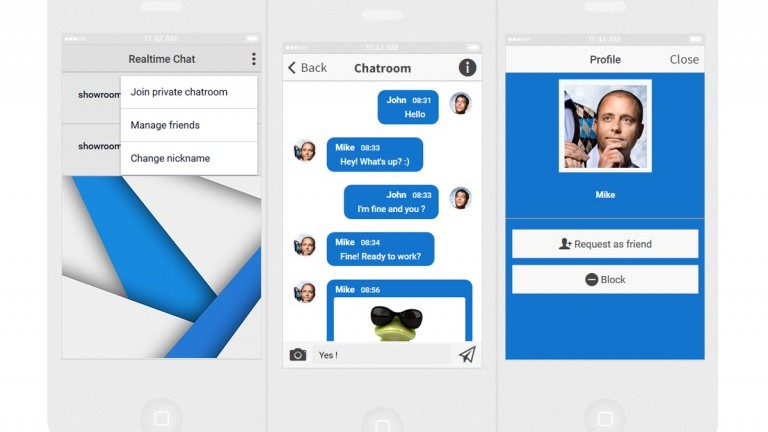 11:42 AM
Realtime Chat
showroom
Join private chatroom
Manage friends
showroom
Change nickname
11:43 AM
Back
Chatroom
John 08:31
Hello
Mike 08:33
Hey! What's up? :)
John 08:33
I'm fine and you ?
Mike 08:34
Fine! Ready to work?
Mike 08:56
Yes !
11:44 AM
Profile
Close
Mike
Request as friend
Block